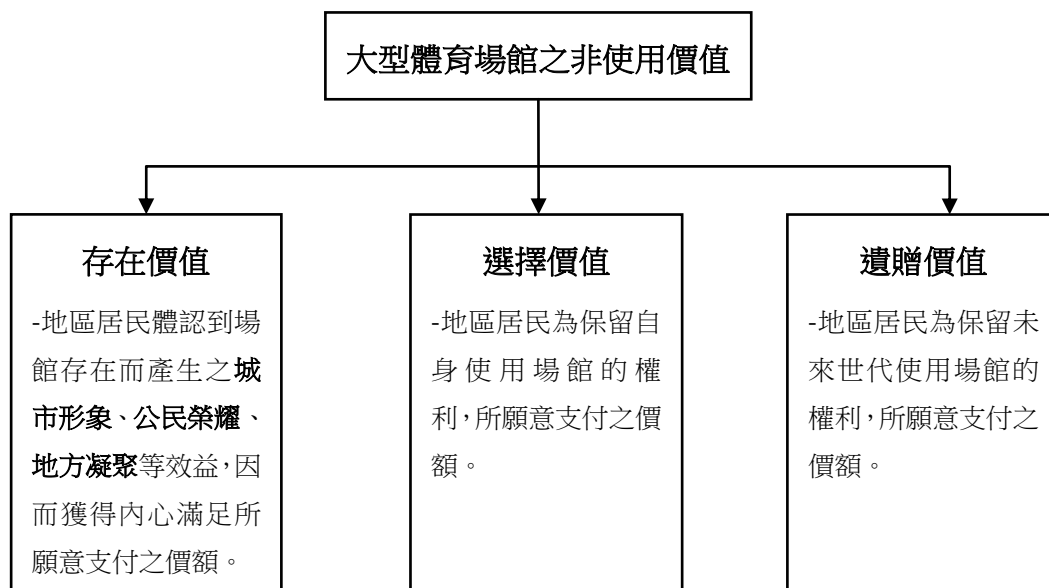 大型體育場館之非使用價值
存在價值
-地區居民體認到場
館存在而產生之城
市形象、公民榮耀、
地方凝聚等效益，因
而獲得內心滿足所
願意支付之價額。
選擇價值
-地區居民為保留自
身使用場館的權
利，所願意支付之價
額。
遺贈價值
-地區居民為保留未
來世代使用場館的
權利，所願意支付之
價額。